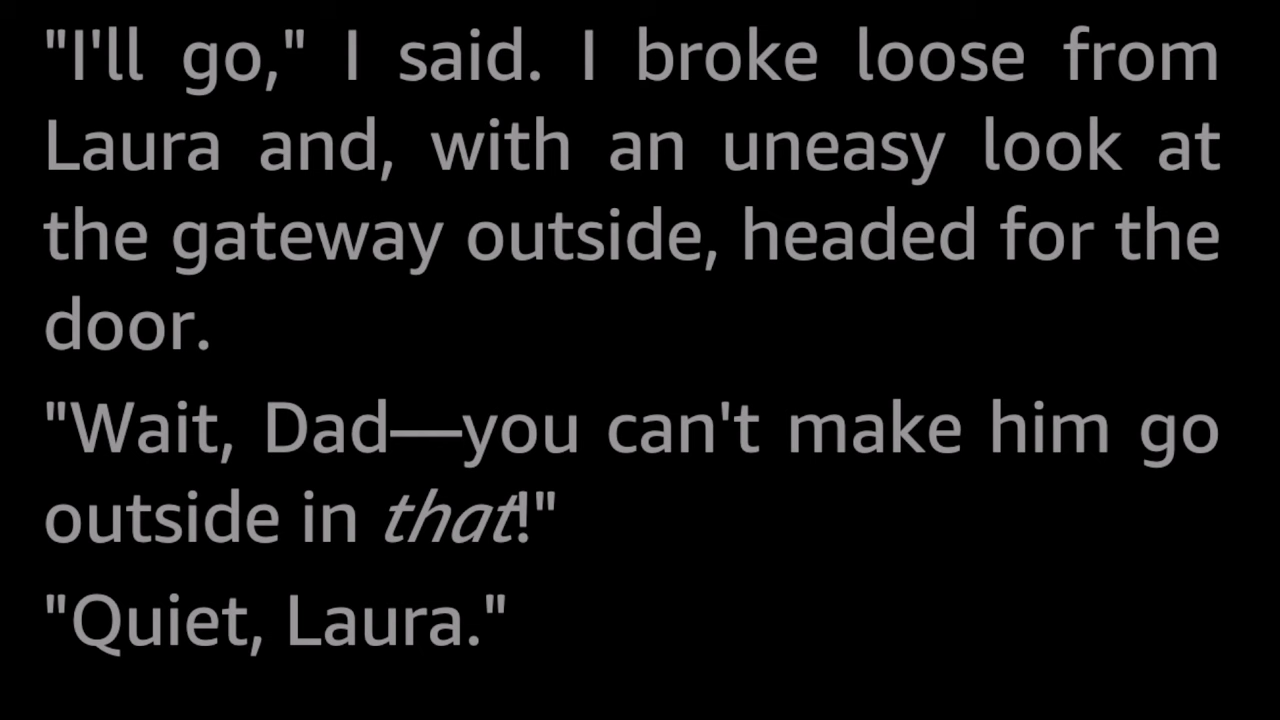 "I'll go," I said. I broke loose from
Laura and, with an uneasy look at
the gateway outside, headed for the
door.
"Wait, Dad—you can't make him go
outside in that!"
"Quiet, Laura."